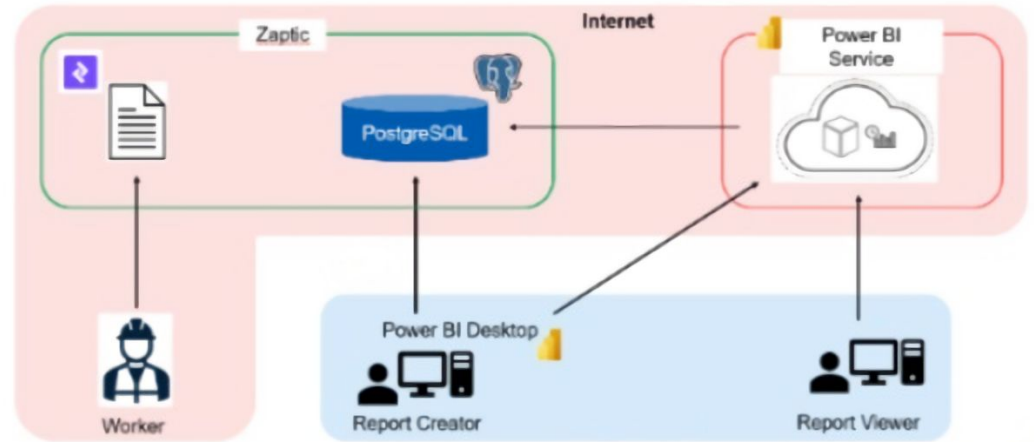 Internet
Zaptic
Power BI
Service
PostgreSQL
Power BI Desktop
Worker
Report Creator
Report Viewer